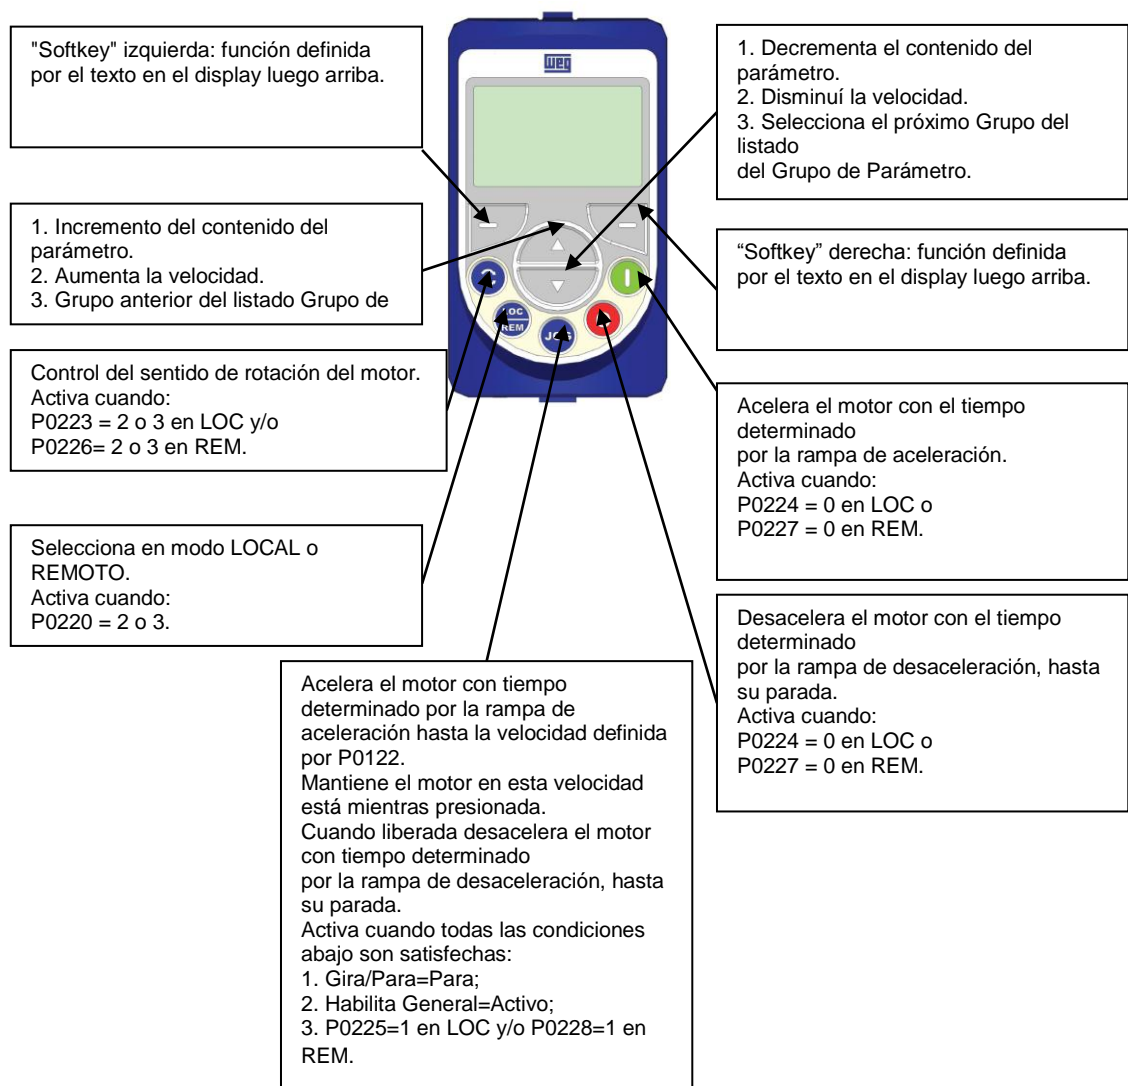 "Softkey" izquierda: función definida
por el texto en el display luego arriba.
1. Incremento del contenido del
parámetro.
2. Aumenta la velocidad.
3. Grupo anterior del listado Grupo de
Control del sentido de rotación del motor.
Activa cuando:
P0223 = 2 o 3 en LOC y/o
P0226= 2 o 3 en REM.
Selecciona en modo LOCAL o
REMOTO.
Activa cuando:
P0220 = 2 o 3.
Acelera el motor con tiempo
determinado por la rampa de
aceleración hasta la velocidad definida
por P0122.
Mantiene el motor en esta velocidad
está mientras presionada.
Cuando liberada desacelera el motor
con tiempo determinado
por la rampa de desaceleración, hasta
su parada.
Activa cuando todas las condiciones
abajo son satisfechas:
1. Gira/Para=Para;
2. Habilita General=Activo;
3. P0225=1 en LOC y/o P0228=1 en
REM.
weg
LOC
REM
JOG
1. Decrementa el contenido del
parámetro.
2. Disminuí la velocidad.
3. Selecciona el próximo Grupo del
listado
del Grupo de Parámetro.
“Softkey” derecha: función definida
por el texto en el display luego arriba.
Acelera el motor con el tiempo
determinado
por la rampa de aceleración.
Activa cuando:
P0224 = 0 en LOC o
P0227 = 0 en REM.
Desacelera el motor con el tiempo
determinado
por la rampa de desaceleración, hasta
su parada.
Activa cuando:
P0224 = 0 en LOC o
P0227 = 0 en REM.